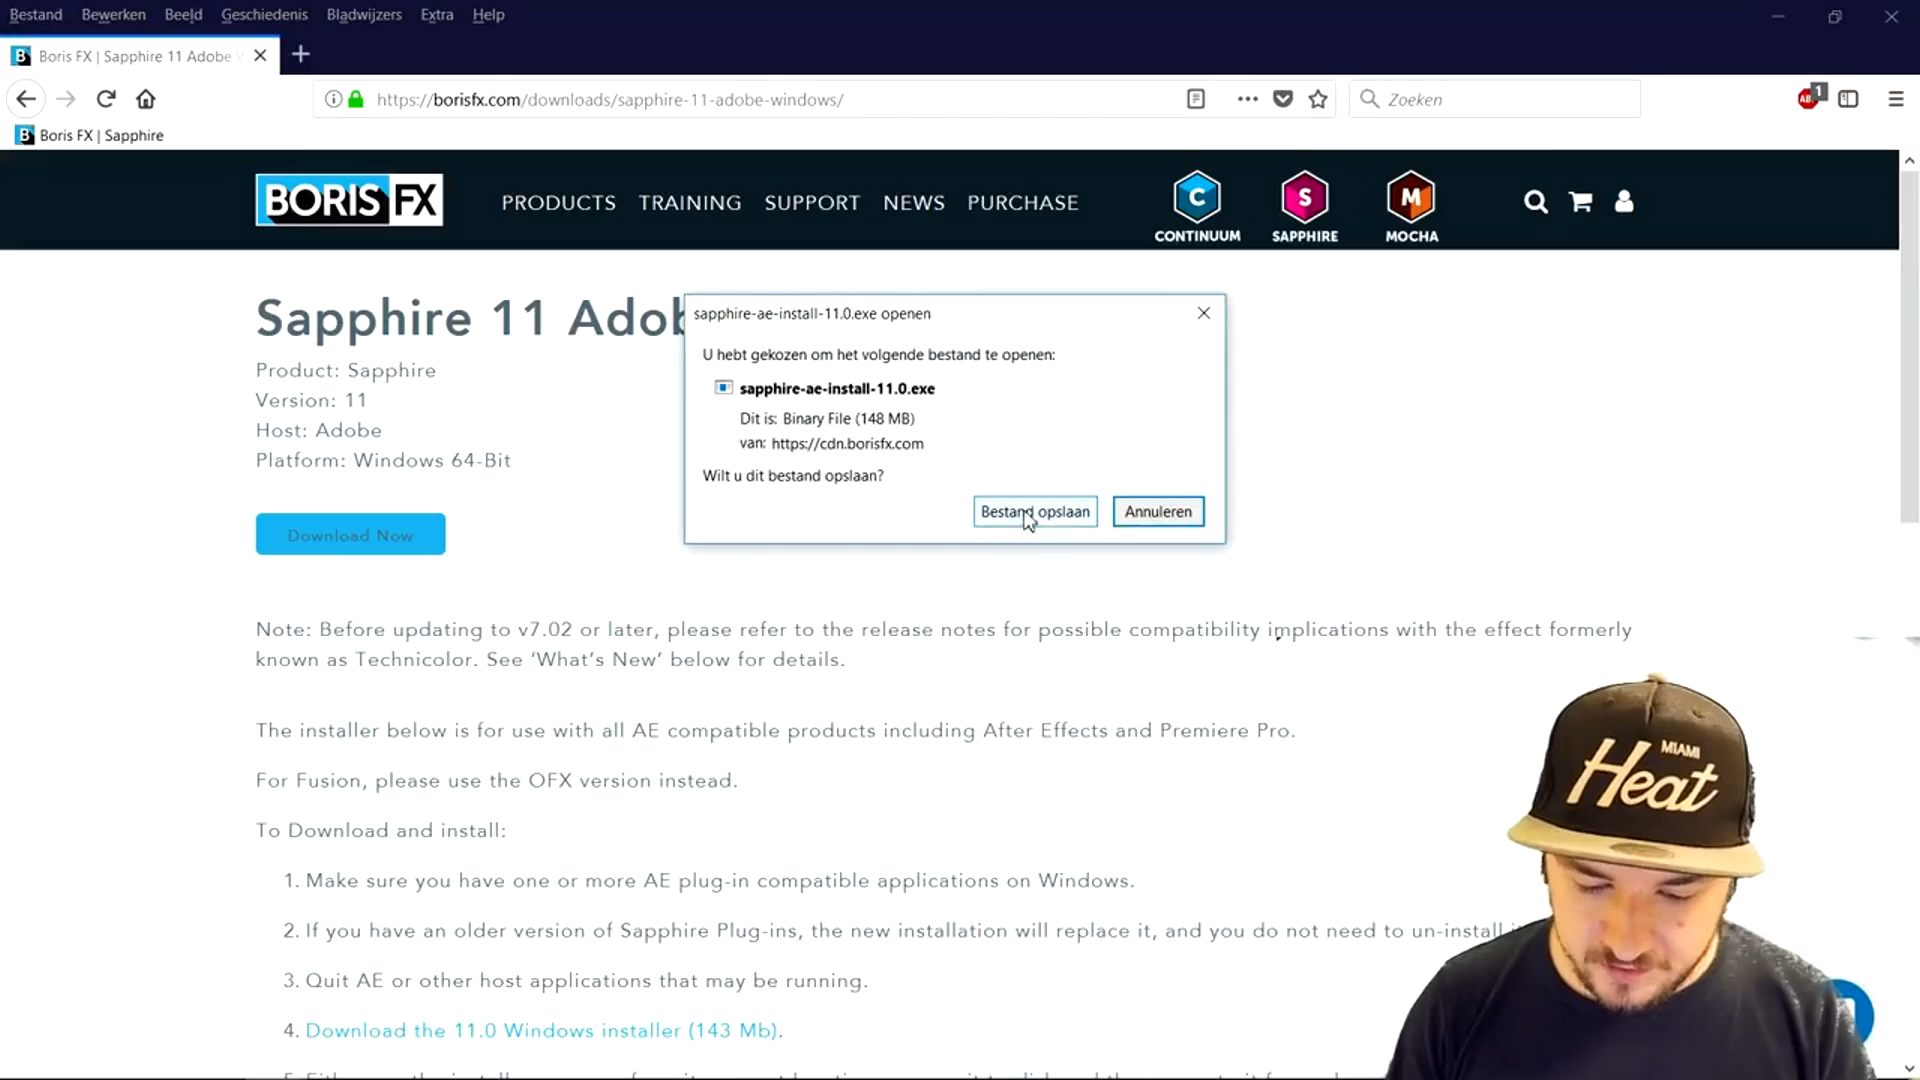 Bestand Bewerken Beeld Geschiedenis Bladwijzers Extra Help
Boris FX | Sapphire 11 Adobe
https://borisfx.com/downloads/sapphire-11-adobe-windows/
Zoeken
1
Boris FX | Sapphire
BORIS FX
PRODUCTS TRAINING SUPPORT NEWS PURCHASE
C S M
CONTINUUM SAPPHIRE MOCHA
Sapphire 11 Adob
Product: Sapphire
Version: 11
Host: Adobe
Platform: Windows 64-Bit
Download Now
sapphire-ae-install-11.0.exe openen
U hebt gekozen om het volgende bestand te openen:
sapphire-ae-install-11.0.exe
Dit is: Binary File (148 MB)
van: https://cdn.borisfx.com
Wilt u dit bestand opslaan?
Bestand opslaan Annuleren
Note: Before updating to v7.02 or later, please refer to the release notes for possible compatibility implications with the effect formerly
known as Technicolor. See ‘What’s New’ below for details.
The installer below is for use with all AE compatible products including After Effects and Premiere Pro.
For Fusion, please use the OFX version instead.
To Download and install:
1. Make sure you have one or more AE plug-in compatible applications on Windows.
2. If you have an older version of Sapphire Plug-ins, the new installation will replace it, and you do not need to un-install
3. Quit AE or other host applications that may be running.
4. Download the 11.0 Windows installer (143 Mb).
MIAMI
Heat